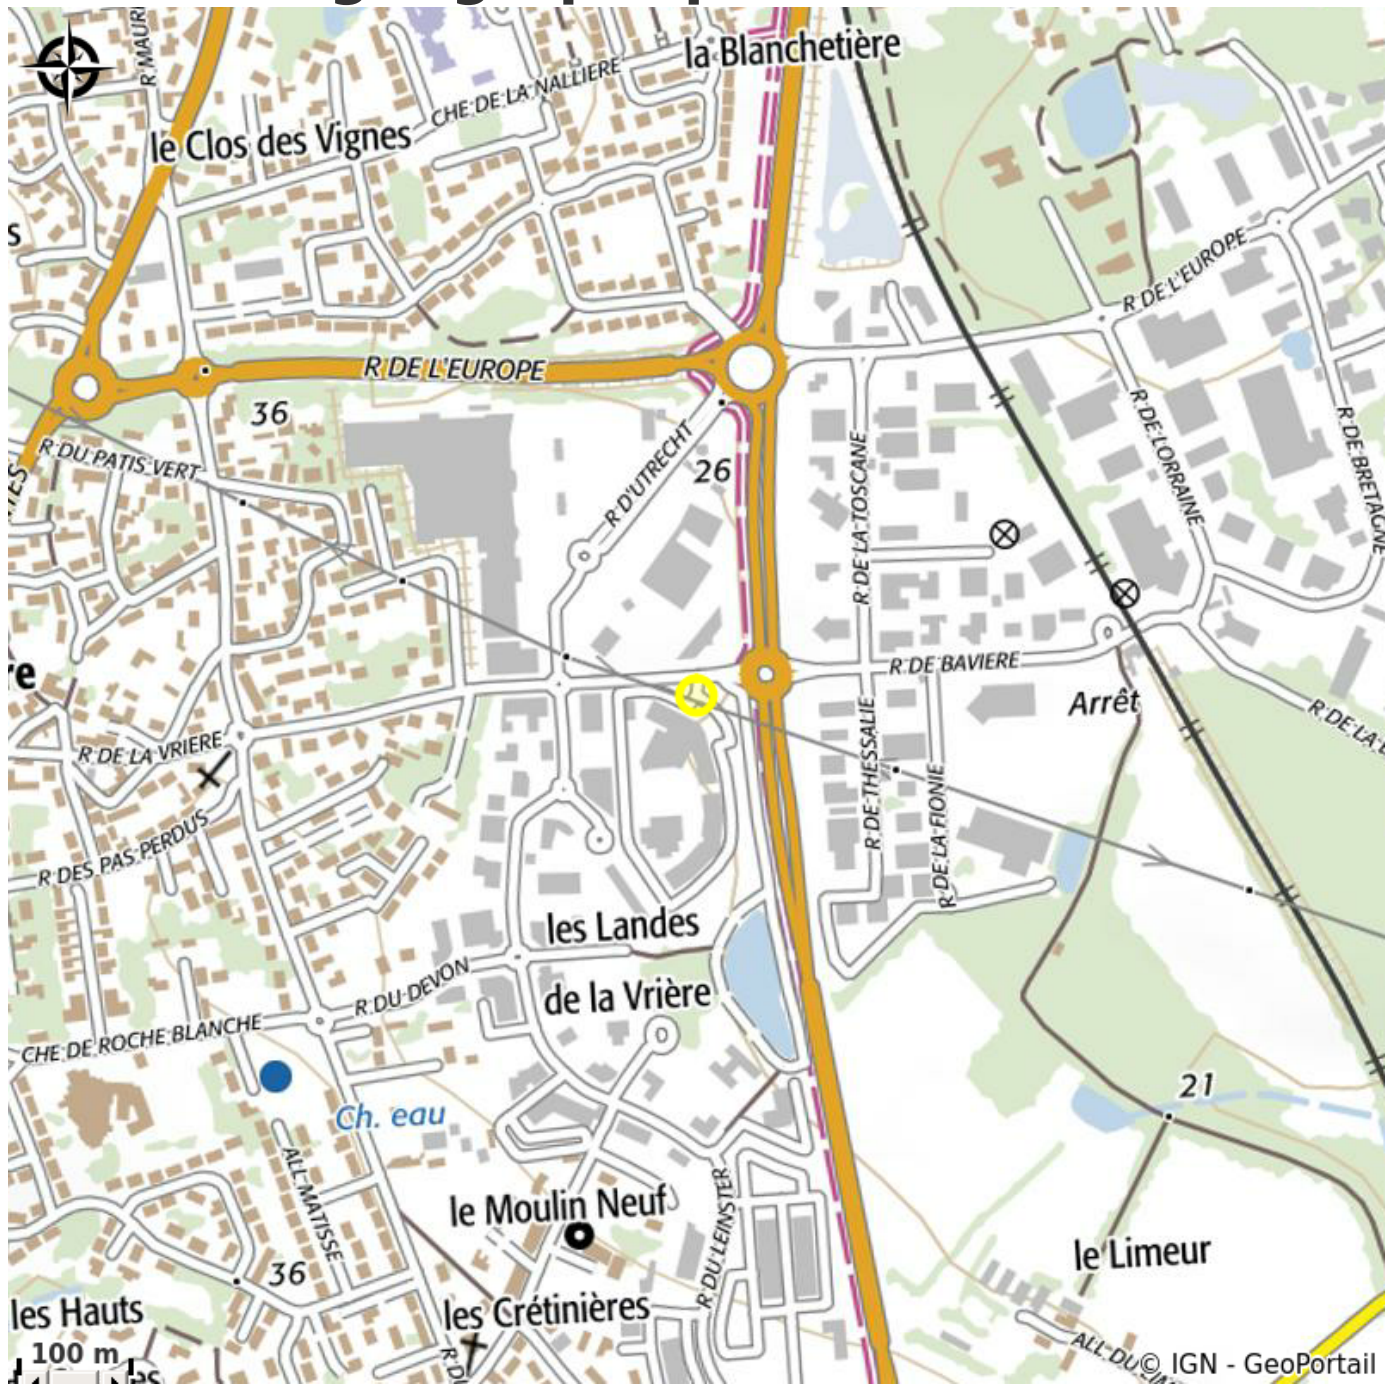 la Blanchetière
R MAURI
CHE DE LA NALLIERE
le Clos des Vignes
s
R DE L'EUROPE
R DE L'EUROPE
36
R DU PATIS VERT
R D'UTRECHT
26
R DE LA TOSCANE
R DE LORRAINE
R DE BRETAGNE
re
R DE BAVIERE
Arrêt
R DE LA VRIERE
R DE THESSALIE
R DE LA FIONIE
R DES PAS PERDUS
les Landes
de la Vrière
R DU DEVON
CHE DE ROCHE BLANCHE
Ch. eau
21
ALL MATISSE
le Moulin Neuf
R DU LEINSTER
le Limeur
36
les Hauts
les Crétinières
100 m
© IGN - GeoPortail